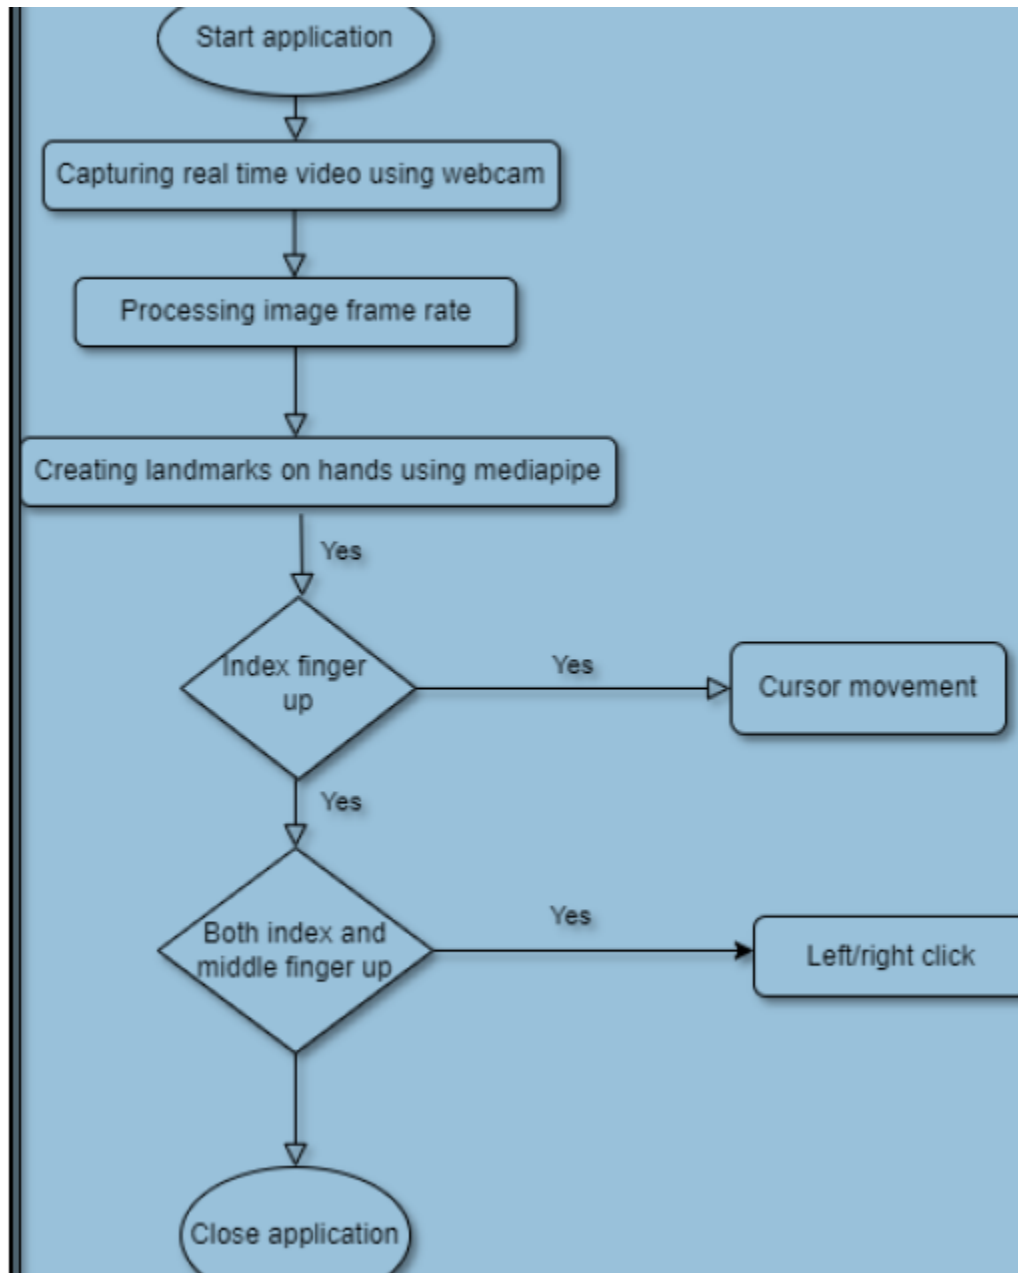 Start application
Capturing real time video using webcam
Processing image frame rate
Creating landmarks on hands using mediapipe
Yes
Index finger
up
Yes
Cursor movement
Yes
Both index and
middle finger up
Yes
Left/right click
Close application